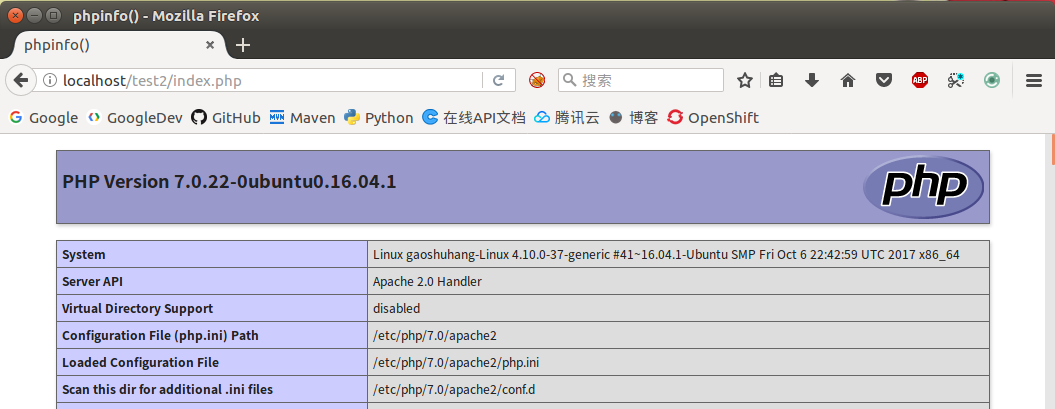 phpinfo() - Mozilla Firefox
phpinfo()
localhost/test2/index.php
搜索
ABP
Google GoogleDev GitHub MVN Maven Python 在线API文档 腾讯云 博客 OpenShift
PHP Version 7.0.22-0ubuntu0.16.04.1
php
System Linux gaoshuhang-Linux 4.10.0-37-generic #41~16.04.1-Ubuntu SMP Fri Oct 6 22:42:59 UTC 2017 x86_64
Server API Apache 2.0 Handler
Virtual Directory Support disabled
Configuration File (php.ini) Path /etc/php/7.0/apache2
Loaded Configuration File /etc/php/7.0/apache2/php.ini
Scan this dir for additional .ini files /etc/php/7.0/apache2/conf.d